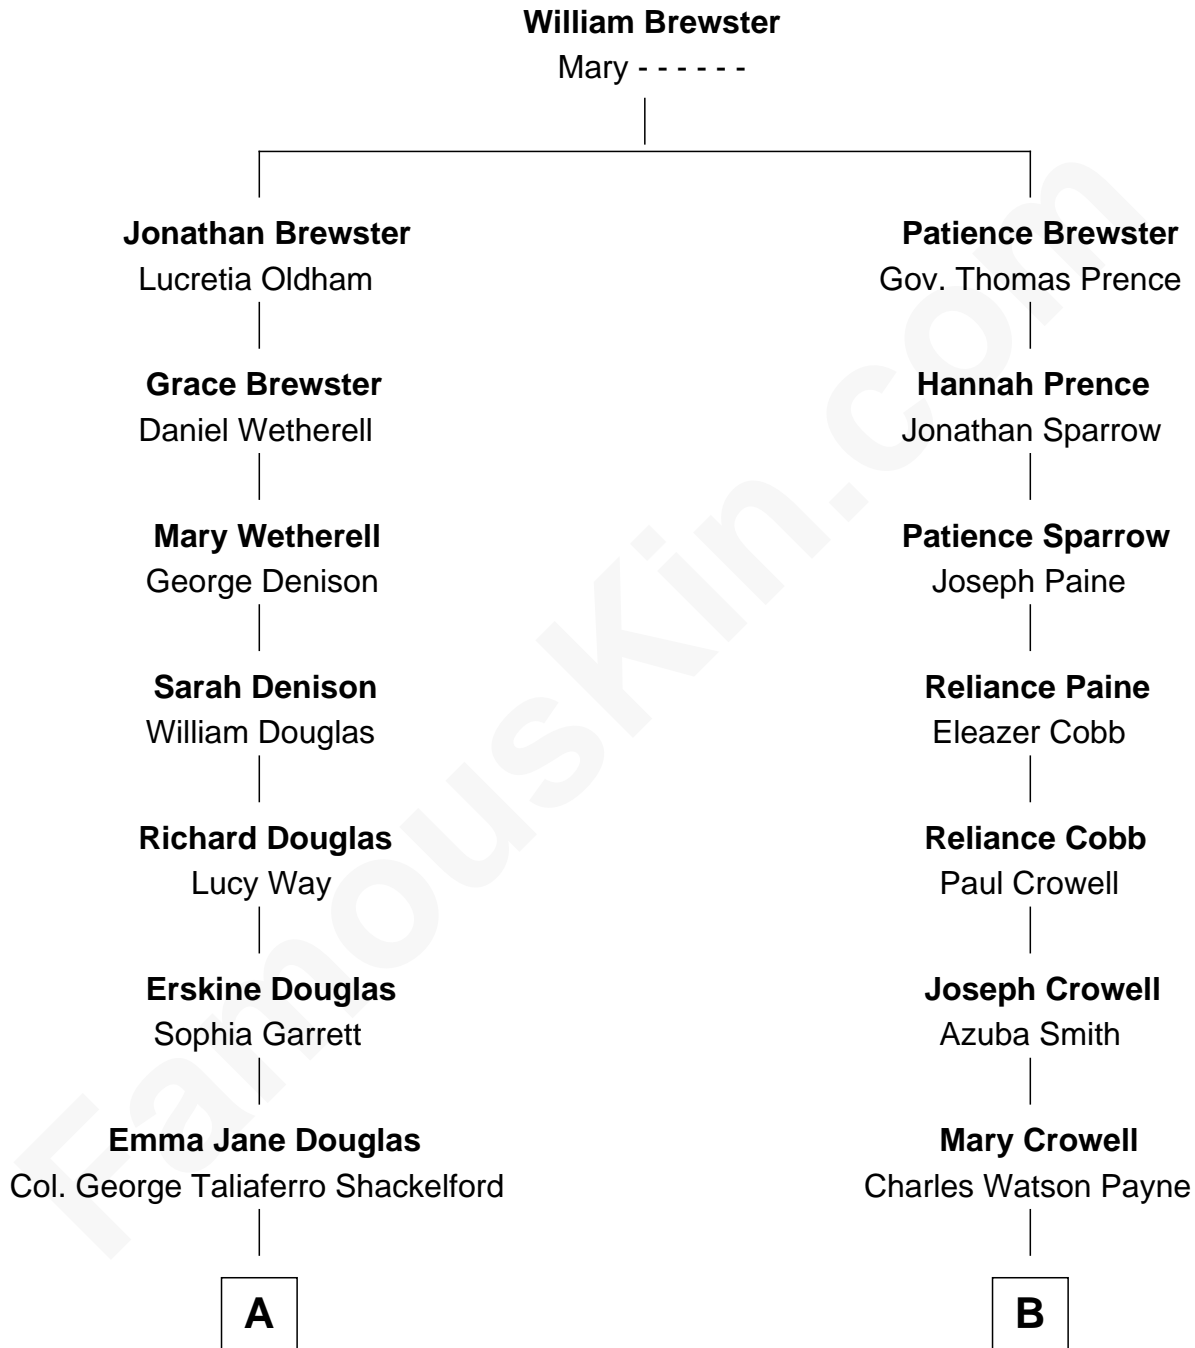 William Brewster
Mary - - - - - -
Jonathan Brewster
Lucretia Oldham
Patience Brewster
Gov. Thomas Prence
Grace Brewster
Daniel Wetherell
Hannah Prence
Jonathan Sparrow
Mary Wetherell
George Denison
Patience Sparrow
Joseph Paine
Sarah Denison
William Douglas
Reliance Paine
Eleazer Cobb
Richard Douglas
Lucy Way
Reliance Cobb
Paul Crowell
Erskine Douglas
Sophia Garrett
Joseph Crowell
Azuba Smith
Emma Jane Douglas
Col. George Taliaferro Shackelford
Mary Crowell
Charles Watson Payne
A
B
FamousKin.com